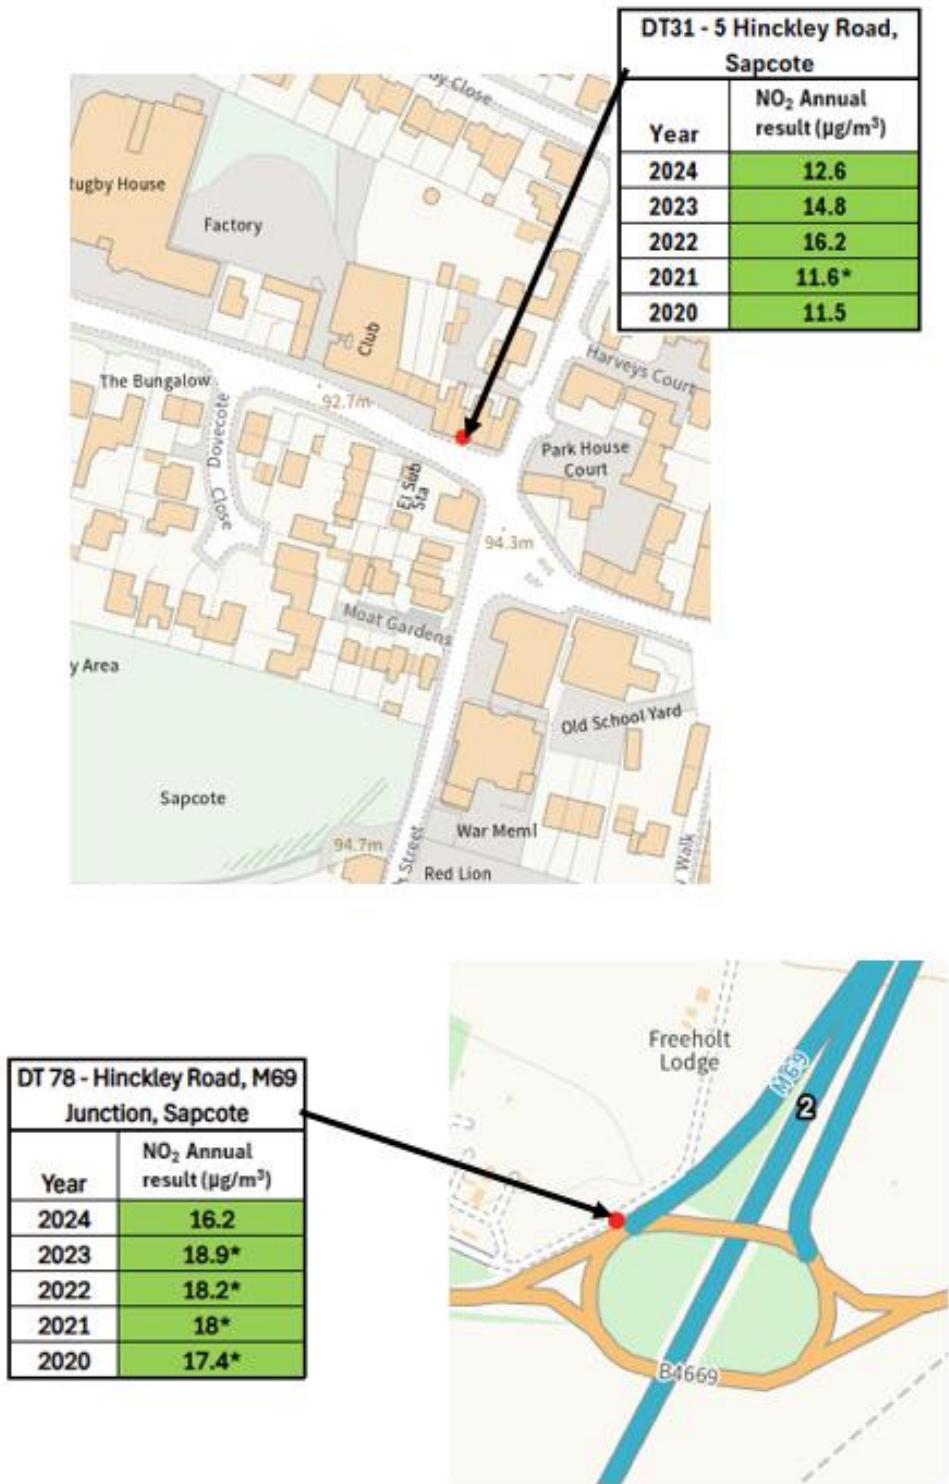 DT31 - 5 Hinckley Road,
Sapcote
Year NO₂ Annual
result (µg/m³)
2024 12.6
2023 14.8
2022 16.2
2021 11.6*
2020 11.5
y Close
ugby House
Factory
Club
Harveys Court
The Bungalow
92.7m
Dovecote
Close
El Sub
Sta
Park House
Court
94.3m
Moat Gardens
y Area
Old School Yard
Sapcote
94.7m
Street
War Meml
Walk
Red Lion
Freeholt
Lodge
M69
2
B4669
DT 78 - Hinckley Road, M69
Junction, Sapcote
Year NO₂ Annual
result (µg/m³)
2024 16.2
2023 18.9*
2022 18.2*
2021 18*
2020 17.4*